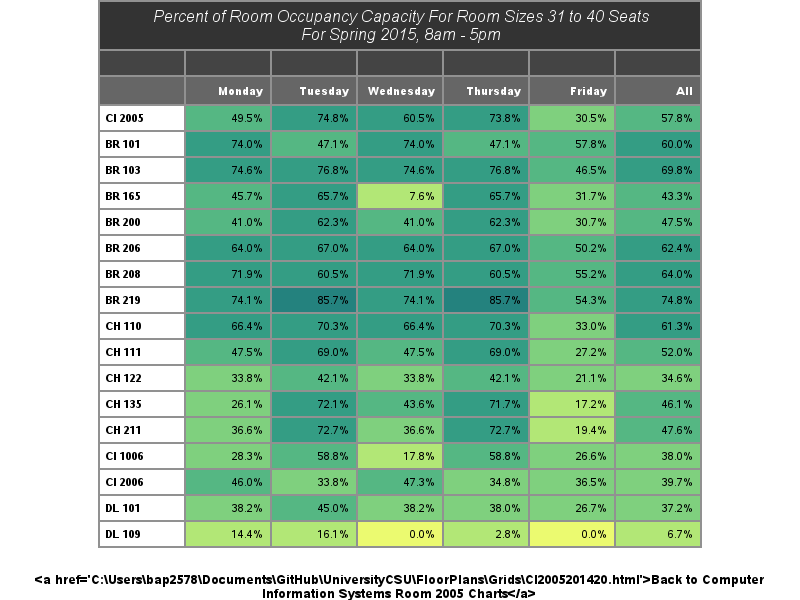 Percent of Room Occupancy Capacity For Room Sizes 31 to 40 Seats
For Spring 2015, 8am - 5pm
Monday Tuesday Wednesday Thursday Friday All
CI 2005 49.5% 74.8% 60.5% 73.8% 30.5% 57.8%
BR 101 74.0% 47.1% 74.0% 47.1% 57.8% 60.0%
BR 103 74.6% 76.8% 74.6% 76.8% 46.5% 69.8%
BR 165 45.7% 65.7% 7.6% 65.7% 31.7% 43.3%
BR 200 41.0% 62.3% 41.0% 62.3% 30.7% 47.5%
BR 206 64.0% 67.0% 64.0% 67.0% 50.2% 62.4%
BR 208 71.9% 60.5% 71.9% 60.5% 55.2% 64.0%
BR 219 74.1% 85.7% 74.1% 85.7% 54.3% 74.8%
CH 110 66.4% 70.3% 66.4% 70.3% 33.0% 61.3%
CH 111 47.5% 69.0% 47.5% 69.0% 27.2% 52.0%
CH 122 33.8% 42.1% 33.8% 42.1% 21.1% 34.6%
CH 135 26.1% 72.1% 43.6% 71.7% 17.2% 46.1%
CH 211 36.6% 72.7% 36.6% 72.7% 19.4% 47.6%
CI 1006 28.3% 58.8% 17.8% 58.8% 26.6% 38.0%
CI 2006 46.0% 33.8% 47.3% 34.8% 36.5% 39.7%
DL 101 38.2% 45.0% 38.2% 38.0% 26.7% 37.2%
DL 109 14.4% 16.1% 0.0% 2.8% 0.0% 6.7%
&lt;a href='C:\Users\bap2578\Documents\GitHub\UniversityCSU\FloorPlans\Grids\CI2005201420.html'&gt;Back to Computer
Information Systems Room 2005 Charts&lt;/a&gt;